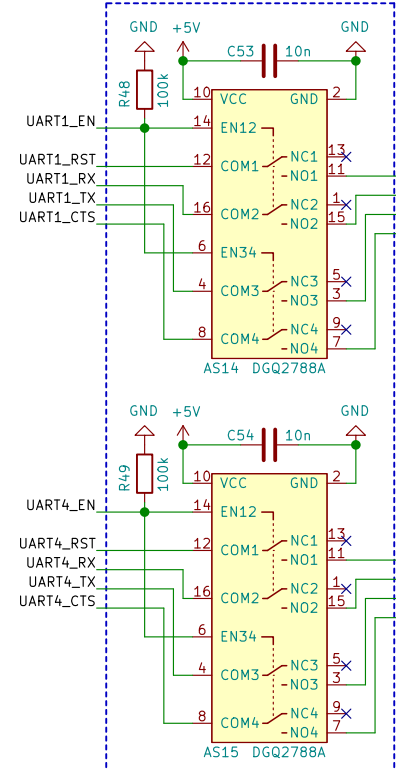 GND
+5V
GND
C53 10n
R48 100k
10 VCC GND 2
UART1_EN 14 EN12
NC1 13
UART1_RST 12 COM1
NO1 11
UART1_RX
NC2 1
UART1_TX
16 COM2
UART1_CTS
NO2 15
6 EN34
NC3 5
4 COM3
NO3 3
NC4 9
8 COM4
NO4 7
AS14 DGQ2788A
GND
+5V
GND
C54 10n
R49 100k
10 VCC GND 2
UART4_EN 14 EN12
NC1 13
UART4_RST 12 COM1
NO1 11
UART4_RX
NC2 1
UART4_TX
16 COM2
UART4_CTS
NO2 15
6 EN34
NC3 5
4 COM3
NO3 3
NC4 9
8 COM4
NO4 7
AS15 DGQ2788A